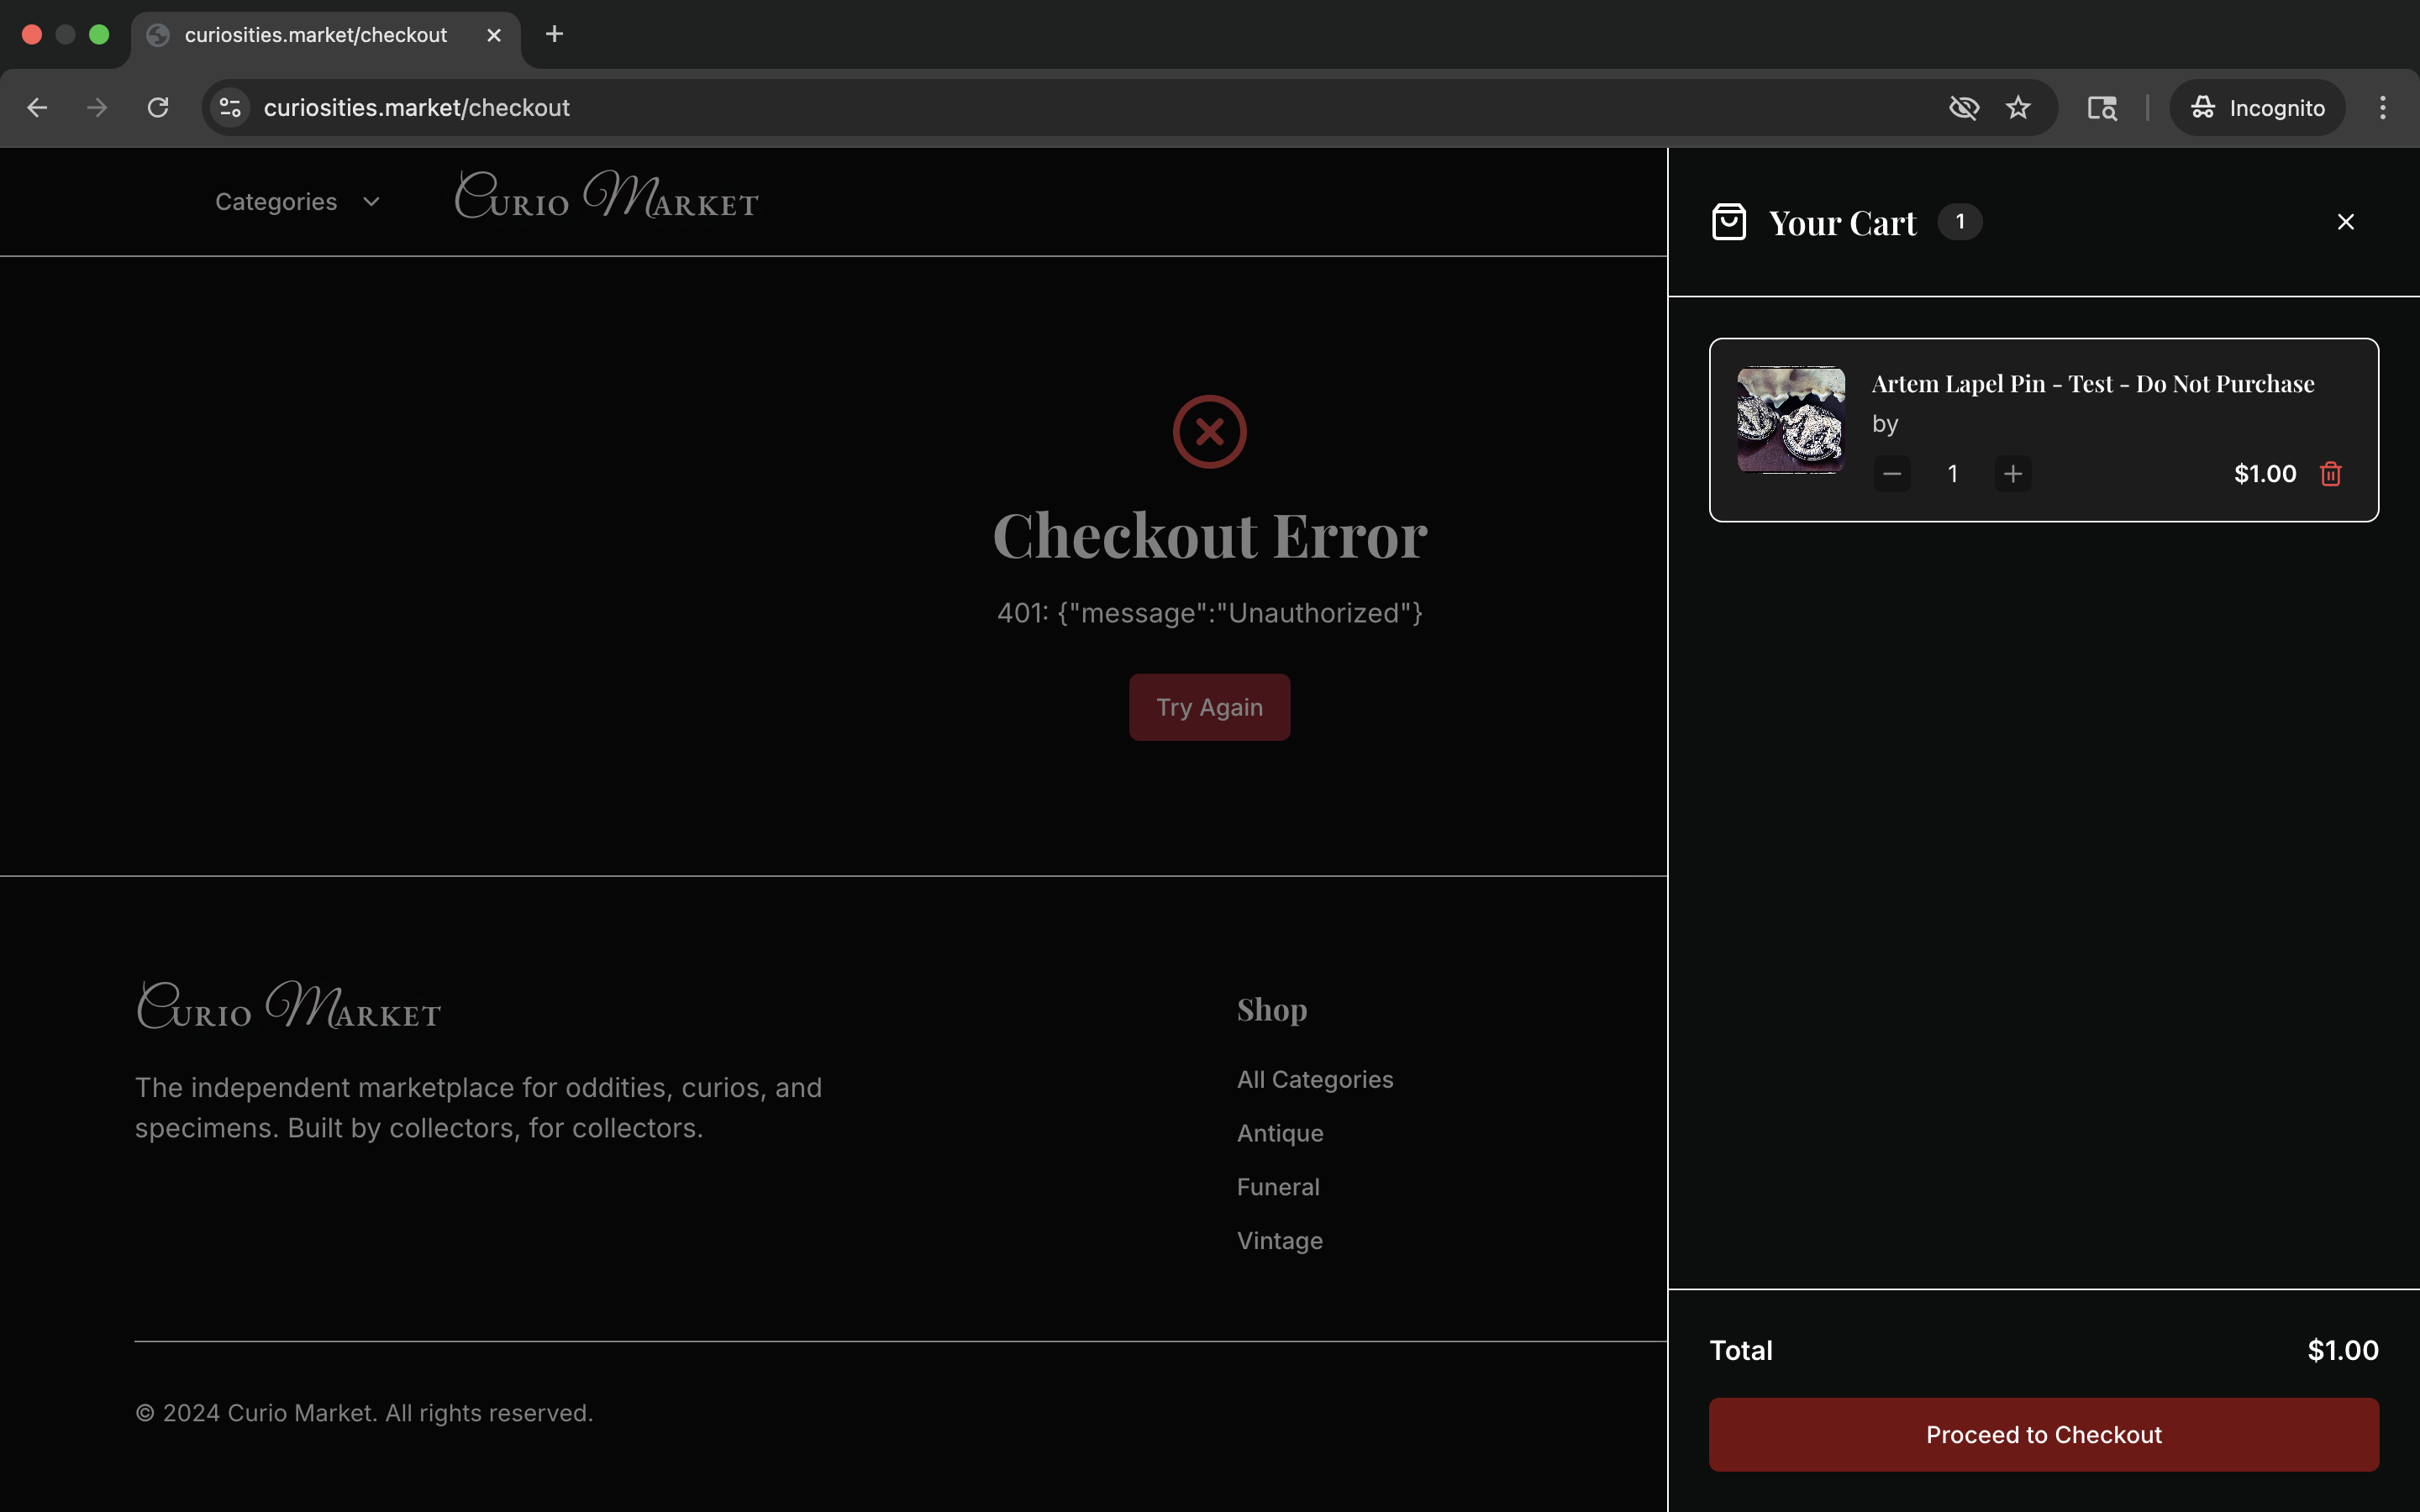 curiosities.market/checkout
curiosities.market/checkout
Incognito
Categories
Curio Market
Checkout Error
401: {"message":"Unauthorized"}
Try Again
Curio Market
The independent marketplace for oddities, curios, and
specimens. Built by collectors, for collectors.
Shop
All Categories
Antique
Funeral
Vintage
© 2024 Curio Market. All rights reserved.
Your Cart 1
Artem Lapel Pin - Test - Do Not Purchase
by
1 $1.00
Total $1.00
Proceed to Checkout